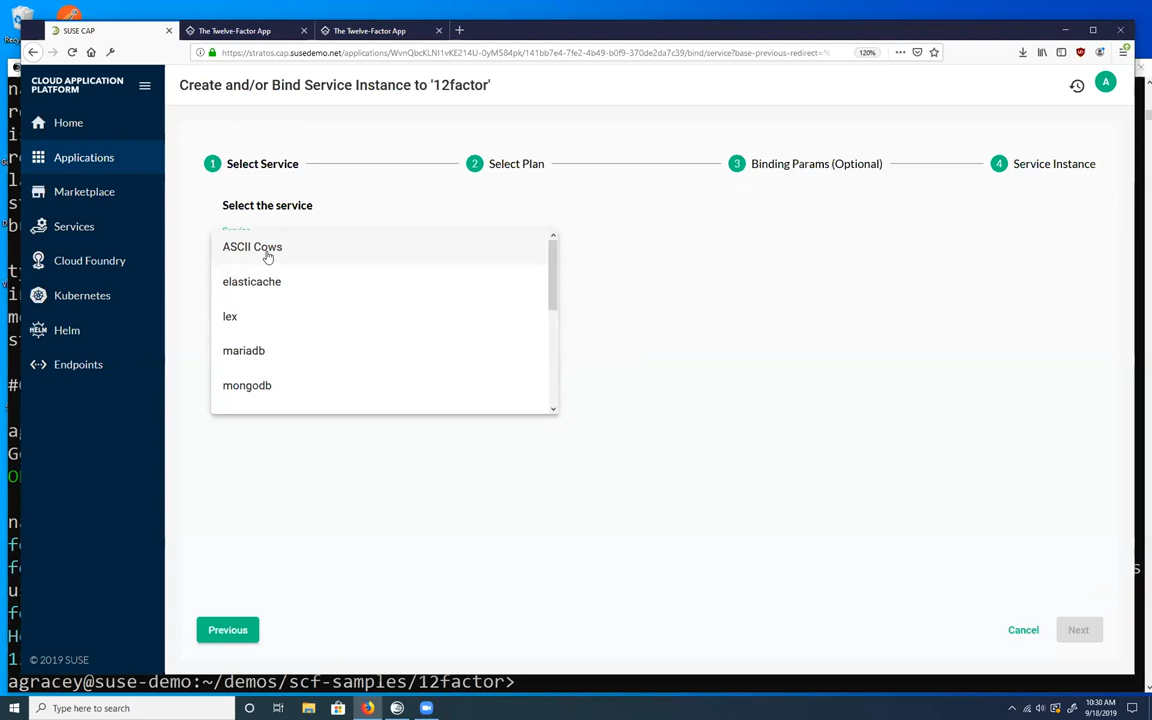 SUSE CAP
The Twelve-Factor App
The Twelve-Factor App
https://stratos.cap.susedemo.net/applications/WvnQbcKLNI1vKE214U-0yM584pk/141bb7e4-7fe2-4b49-b0f9-370de2da7c39/bind/service?base-previous-redirect=%
120%
CLOUD APPLICATION
PLATFORM
Create and/or Bind Service Instance to '12factor'
A
Home
Applications
Marketplace
Services
Cloud Foundry
Kubernetes
HELM
Helm
Endpoints
1 Select Service
2 Select Plan
3 Binding Params (Optional)
4 Service Instance
Select the service
Service
ASCII Cows
elasticache
lex
mariadb
mongodb
Previous
Cancel
Next
© 2019 SUSE
agracey@suse-demo:~/demos/scf-samples/12factor>
Type here to search
10:30 AM
9/18/2019